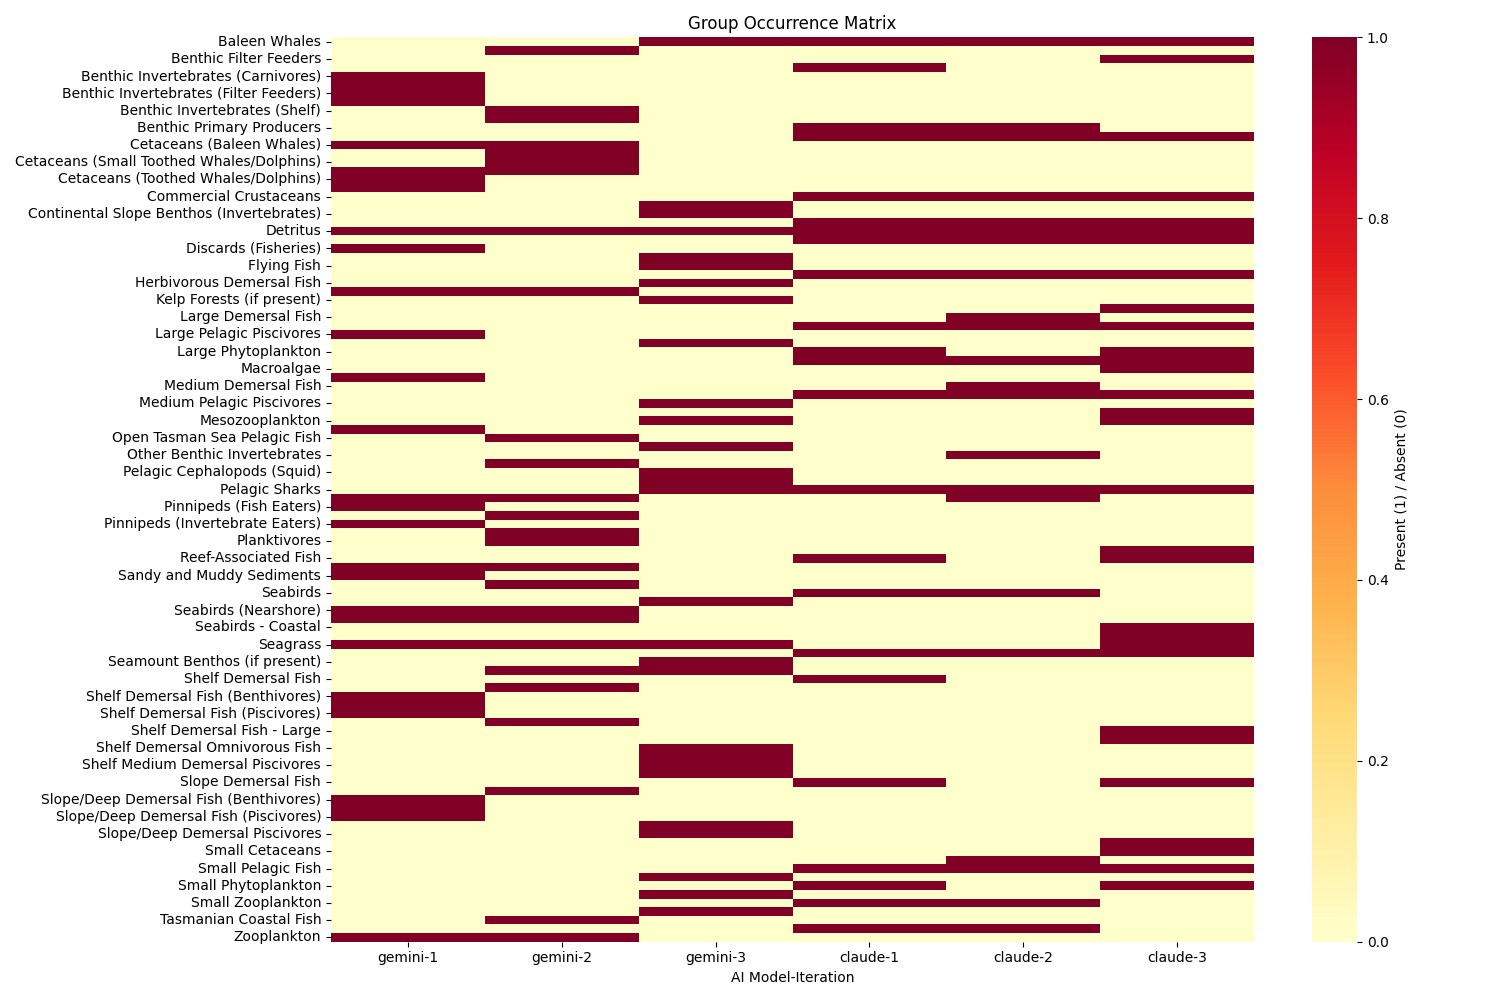 Group Occurrence Matrix
Baleen Whales
Benthic Filter Feeders
Benthic Invertebrates (Carnivores)
Benthic Invertebrates (Filter Feeders)
Benthic Invertebrates (Shelf)
Benthic Primary Producers
Cetaceans (Baleen Whales)
Cetaceans (Small Toothed Whales/Dolphins)
Cetaceans (Toothed Whales/Dolphins)
Commercial Crustaceans
Continental Slope Benthos (Invertebrates)
Detritus
Discards (Fisheries)
Flying Fish
Herbivorous Demersal Fish
Kelp Forests (if present)
Large Demersal Fish
Large Pelagic Piscivores
Large Phytoplankton
Macroalgae
Medium Demersal Fish
Medium Pelagic Piscivores
Mesozooplankton
Open Tasman Sea Pelagic Fish
Other Benthic Invertebrates
Pelagic Cephalopods (Squid)
Pelagic Sharks
Pinnipeds (Fish Eaters)
Pinnipeds (Invertebrate Eaters)
Planktivores
Reef-Associated Fish
Sandy and Muddy Sediments
Seabirds
Seabirds (Nearshore)
Seabirds - Coastal
Seagrass
Seamount Benthos (if present)
Shelf Demersal Fish
Shelf Demersal Fish (Benthivores)
Shelf Demersal Fish (Piscivores)
Shelf Demersal Fish - Large
Shelf Demersal Omnivorous Fish
Shelf Medium Demersal Piscivores
Slope Demersal Fish
Slope/Deep Demersal Fish (Benthivores)
Slope/Deep Demersal Fish (Piscivores)
Slope/Deep Demersal Piscivores
Small Cetaceans
Small Pelagic Fish
Small Phytoplankton
Small Zooplankton
Tasmanian Coastal Fish
Zooplankton
gemini-1
gemini-2
gemini-3
claude-1
claude-2
claude-3
AI Model-Iteration
1.0
0.8
0.6
0.4
0.2
0.0
Present (1) / Absent (0)